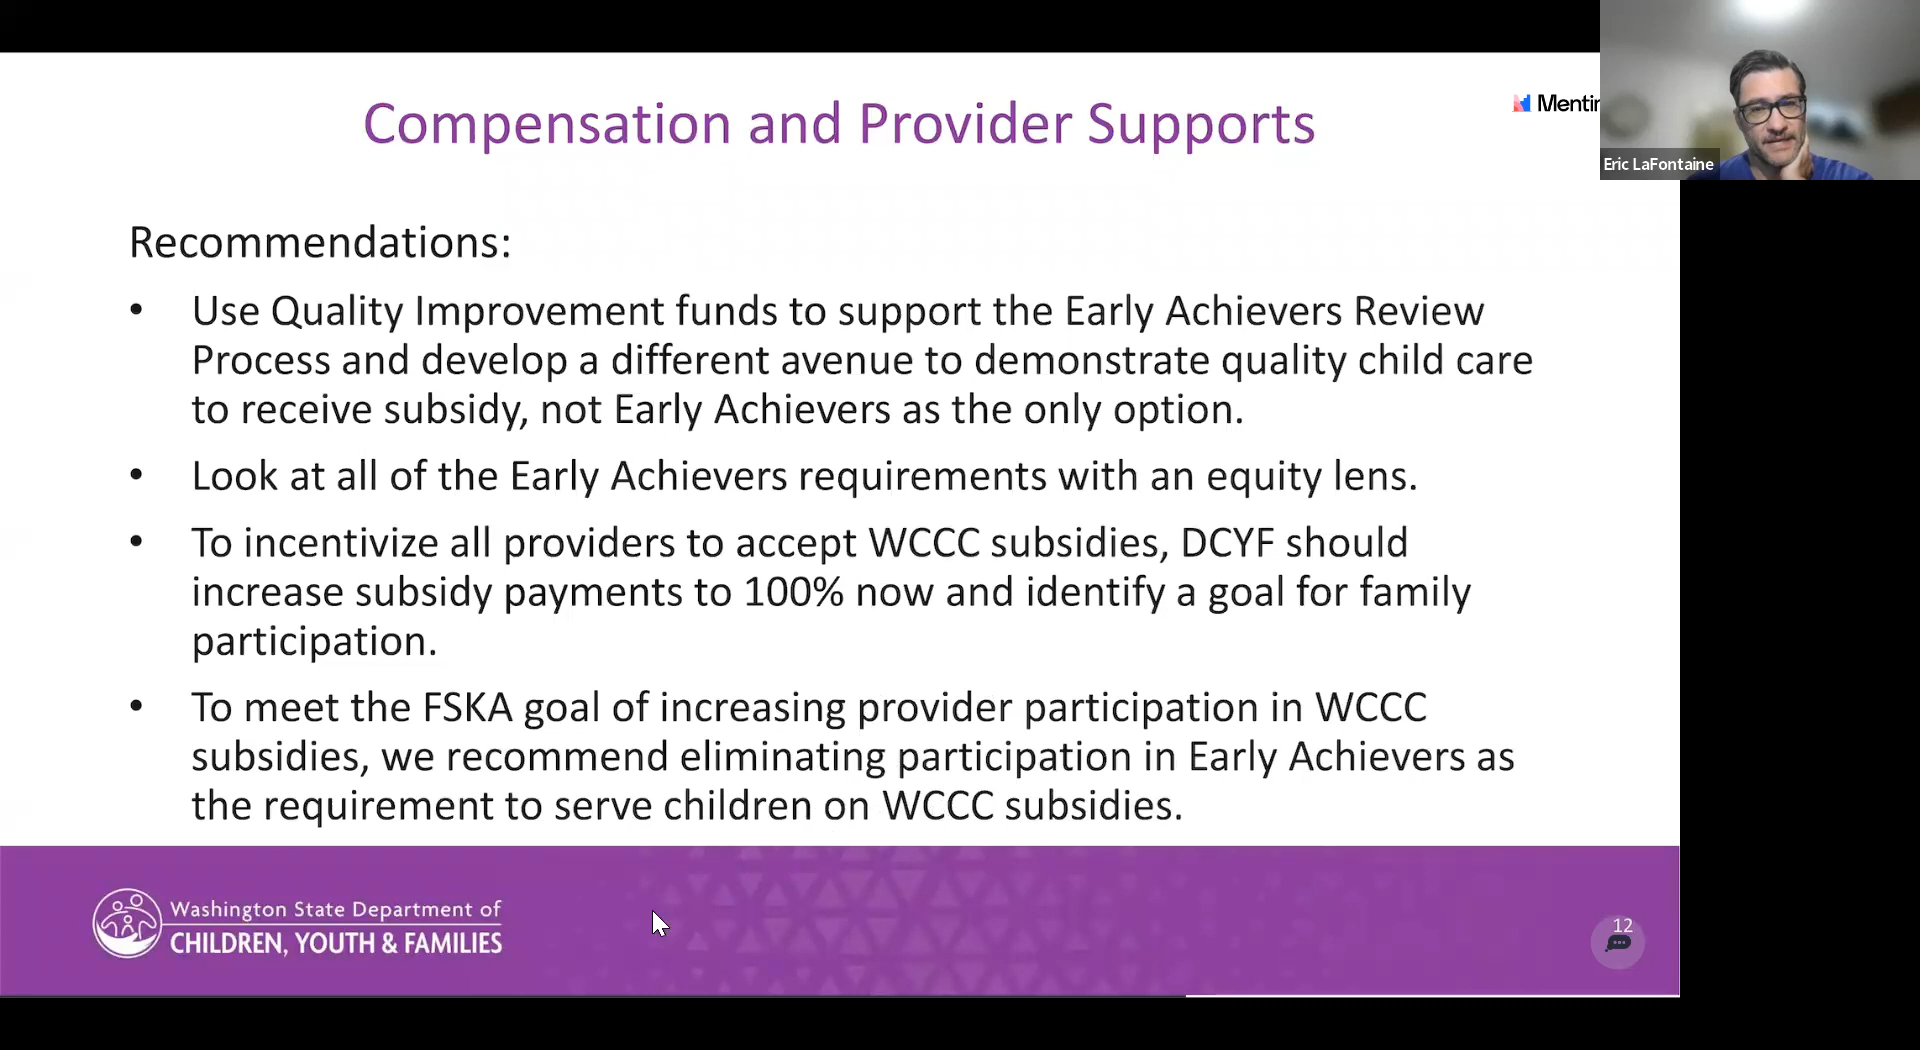 Compensation and Provider Supports
Mentir
Eric LaFontaine
Recommendations:
• Use Quality Improvement funds to support the Early Achievers Review
Process and develop a different avenue to demonstrate quality child care
to receive subsidy, not Early Achievers as the only option.
• Look at all of the Early Achievers requirements with an equity lens.
• To incentivize all providers to accept WCCC subsidies, DCYF should
increase subsidy payments to 100% now and identify a goal for family
participation.
• To meet the FSKA goal of increasing provider participation in WCCC
subsidies, we recommend eliminating participation in Early Achievers as
the requirement to serve children on WCCC subsidies.
Washington State Department of
CHILDREN, YOUTH & FAMILIES
12